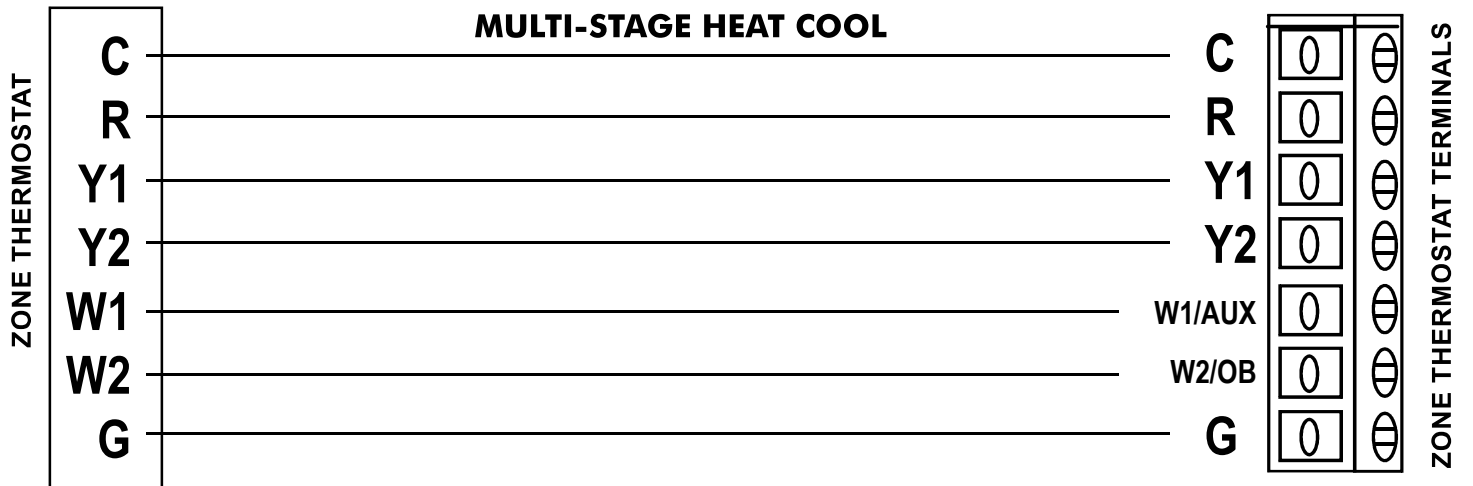 MULTI-STAGE HEAT COOL
ZONE THERMOSTAT
C
R
Y1
Y2
W1
W2
G
C
R
Y1
Y2
W1/AUX
W2/OB
G
ZONE THERMOSTAT TERMINALS